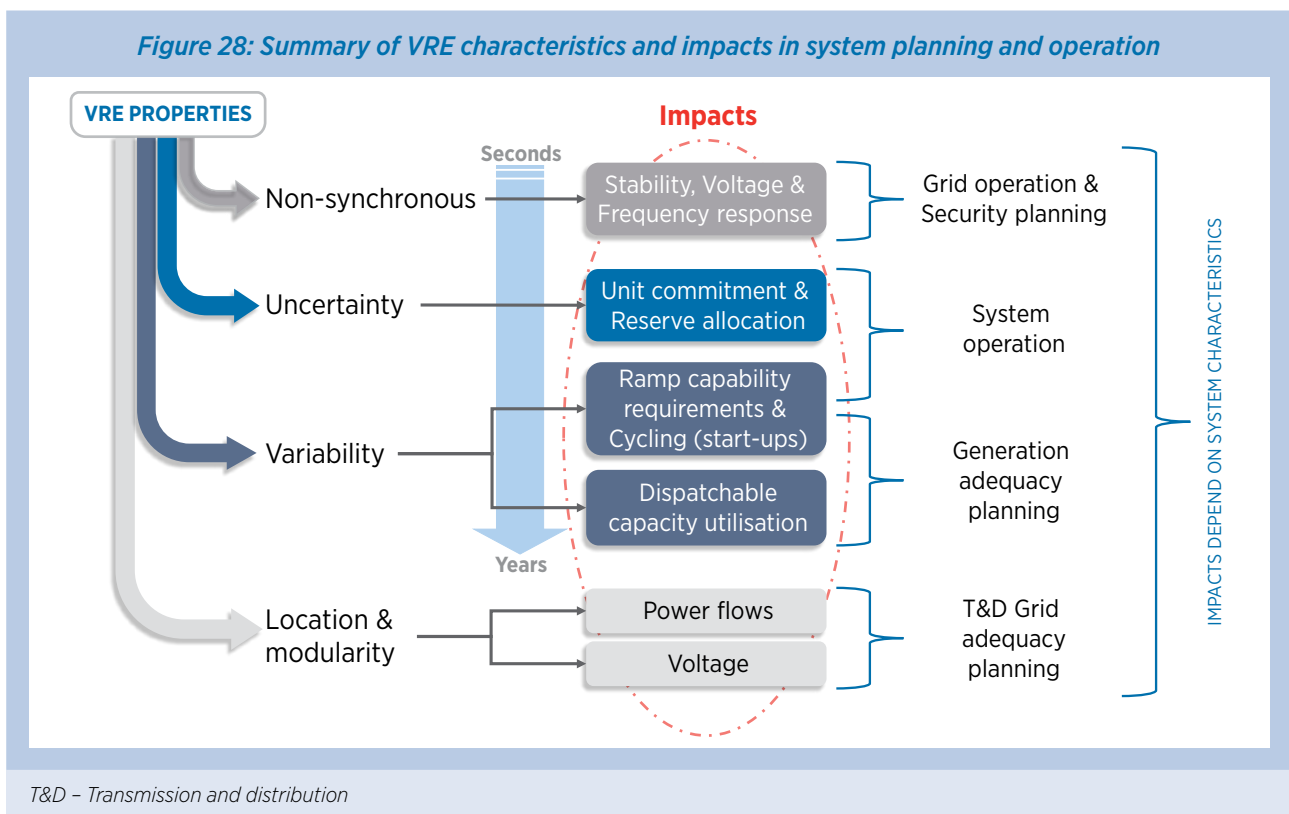 Figure 28: Summary of VRE characteristics and impacts in system planning and operation
VRE PROPERTIES
Impacts
Seconds
Non-synchronous
Stability, Voltage &
Frequency response
Grid operation &
Security planning
Uncertainty
Unit commitment &
Reserve allocation
System
operation
Variability
Ramp capability
requirements &
Cycling (start-ups)
Dispatchable
capacity utilisation
Generation
adequacy
planning
Years
Location &
modularity
Power flows
Voltage
T&D Grid
adequacy
planning
IMPACTS DEPEND ON SYSTEM CHARACTERISTICS
T&D – Transmission and distribution